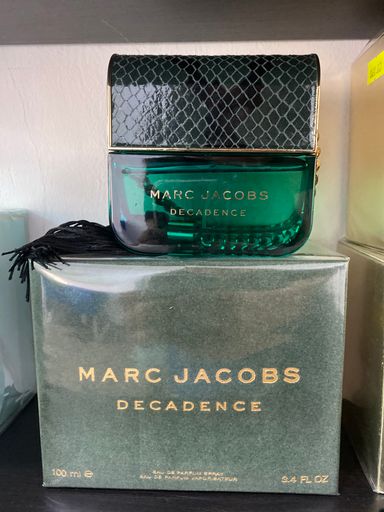 MARC JACOBS
DECADENCE
MARC JACOBS
DECADENCE
100 ml ℮
EAU DE PARFUM SPRAY
EAU DE PARFUM VAPORISATEUR
3.4 FL OZ